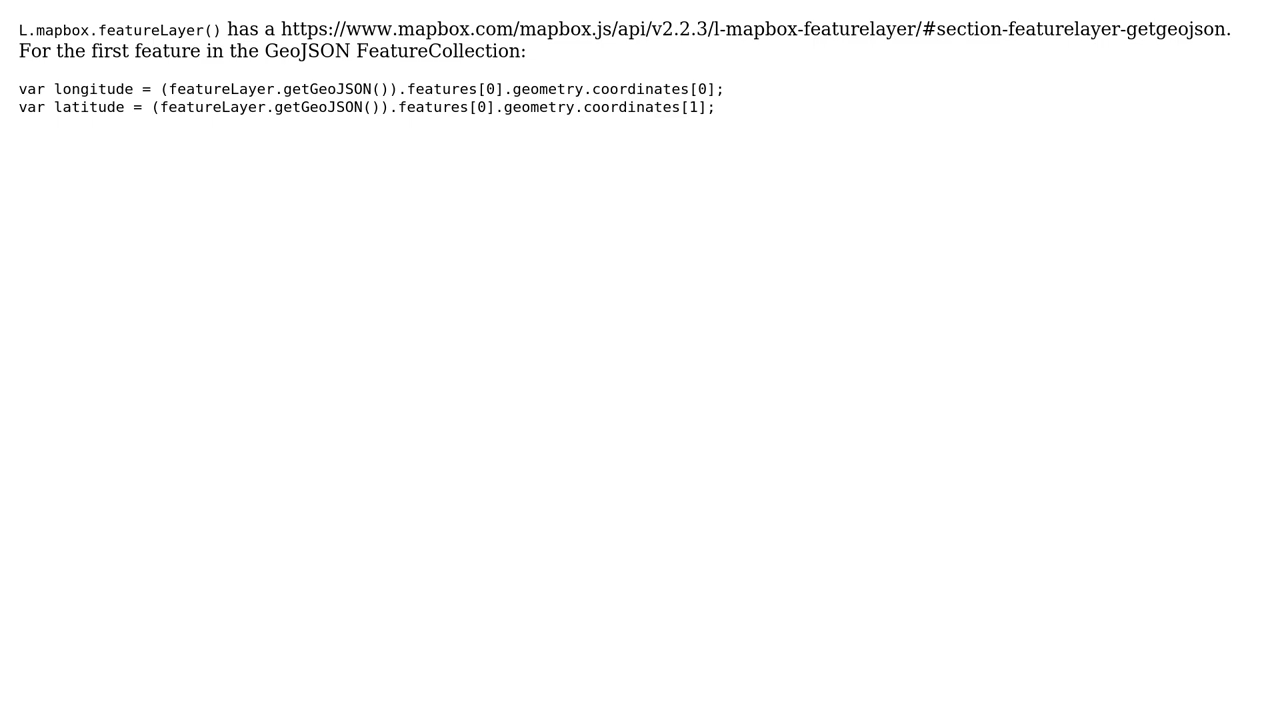 L.mapbox.featureLayer() has a https://www.mapbox.com/mapbox.js/api/v2.2.3/l-mapbox-featurelayer/#section-featurelayer-getgeojson.
For the first feature in the GeoJSON FeatureCollection:
var longitude = (featureLayer.getGeoJSON()).features[0].geometry.coordinates[0];
var latitude = (featureLayer.getGeoJSON()).features[0].geometry.coordinates[1];